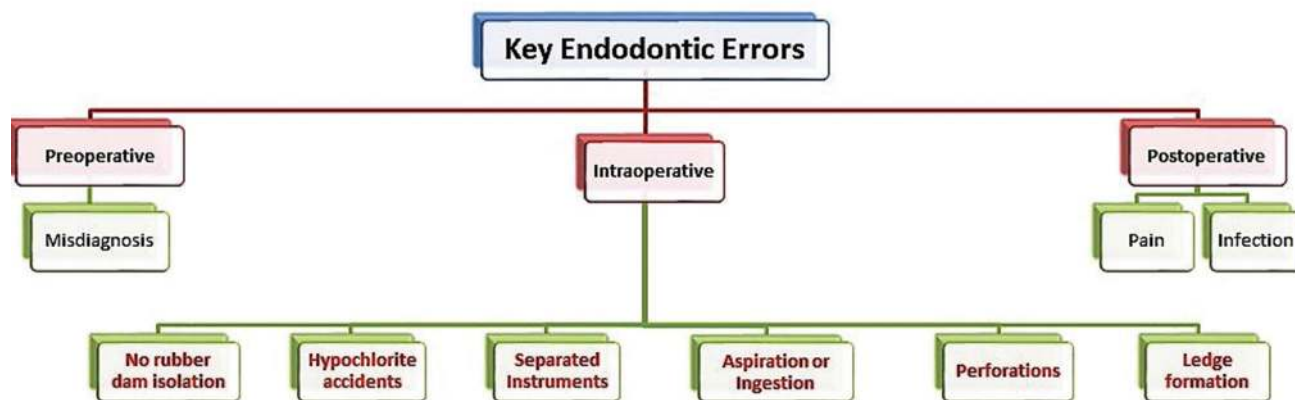 Key Endodontic Errors
Preoperative
Intraoperative
Postoperative
Misdiagnosis
Pain
Infection
No rubber
dam isolation
Hypochlorite
accidents
Separated
Instruments
Aspiration or
Ingestion
Perforations
Ledge
formation